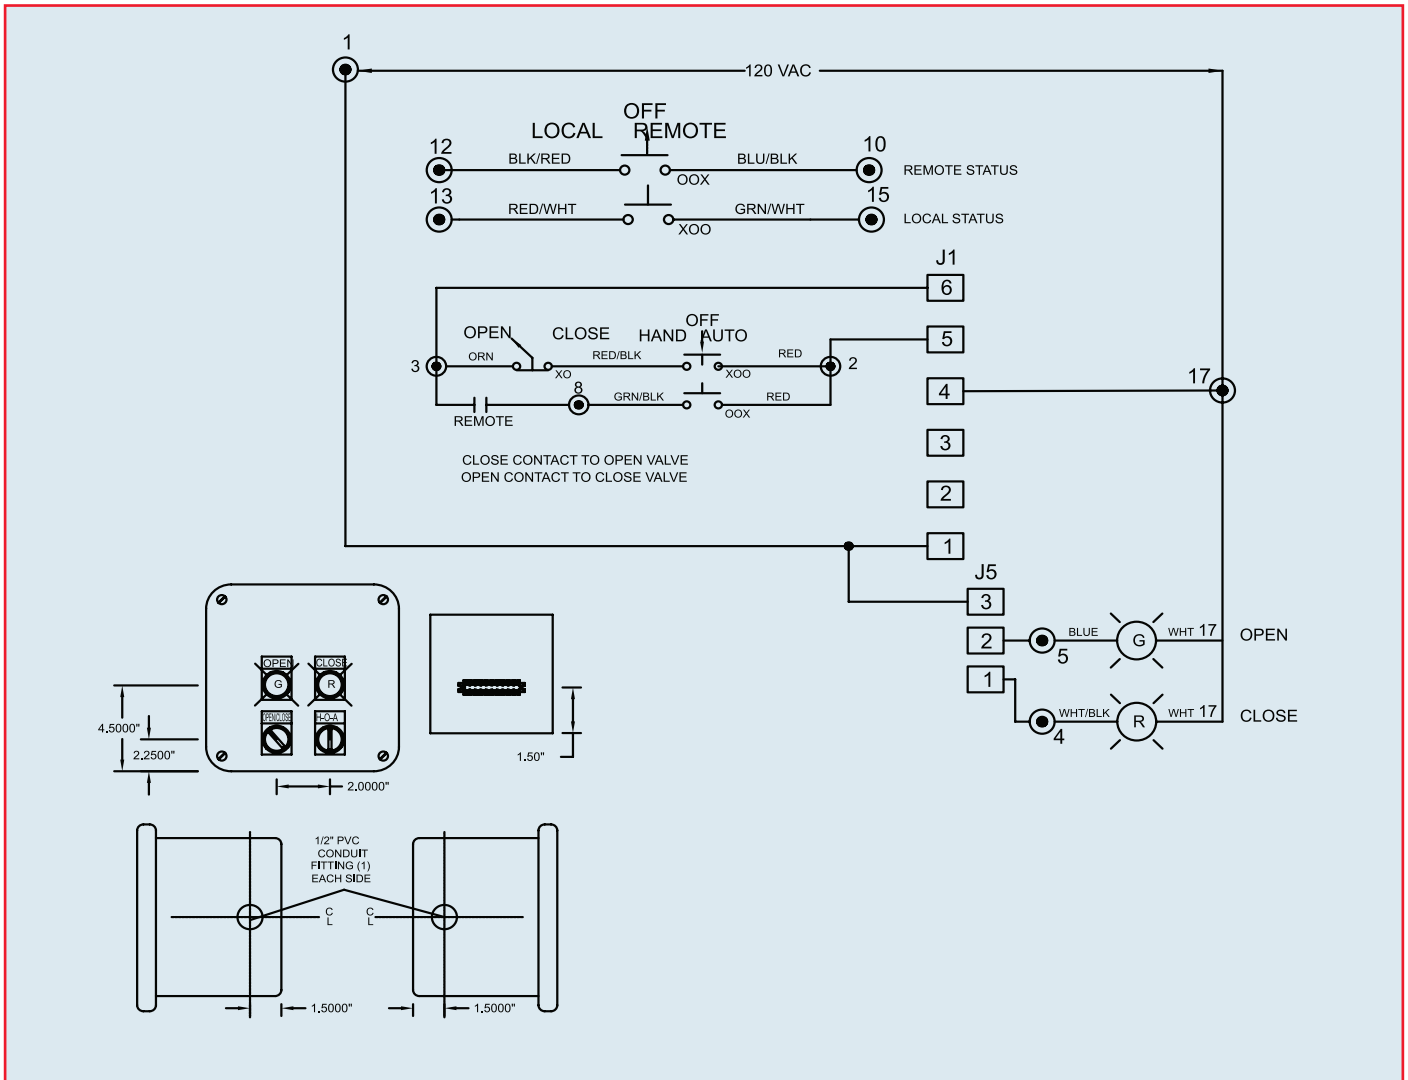 1
120 VAC
OFF
LOCAL REMOTE
12 BLK/RED BLU/BLK 10 REMOTE STATUS
OOX
13 RED/WHT GRN/WHT 15 LOCAL STATUS
XOO
J1
6
OFF
OPEN CLOSE HAND AUTO 5
3 ORN RED/BLK RED 2
XO XOO
8 17
4
GRN/BLK RED
REMOTE OOX
3
CLOSE CONTACT TO OPEN VALVE
OPEN CONTACT TO CLOSE VALVE
2
1
J5
3
2 BLUE G WHT 17 OPEN
5
1
WHT/BLK R WHT 17 CLOSE
4
OPEN CLOSE
G R
OPEN/CLOSE H-O-A
4.5000"
2.2500"
1.50"
2.0000"
1/2" PVC
CONDUIT
FITTING (1)
EACH SIDE
C C
L L
1.5000" 1.5000"